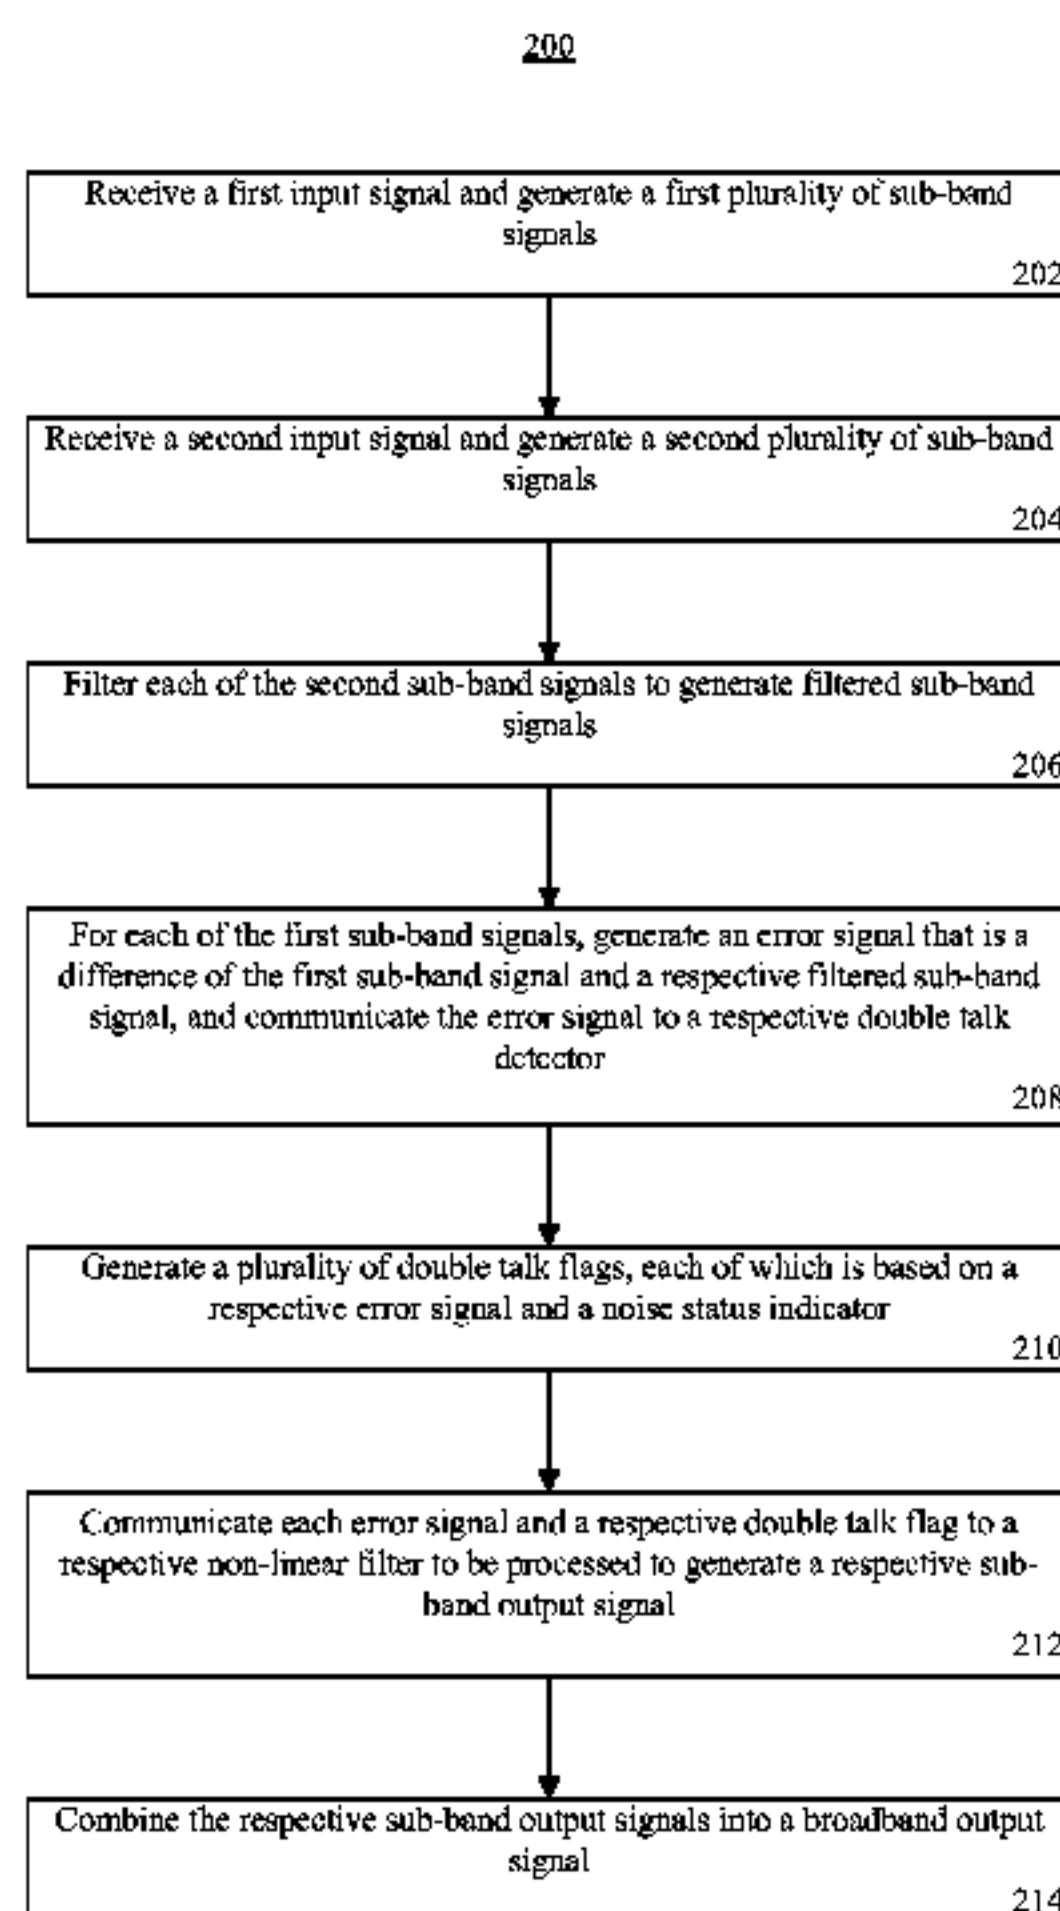 200
Receive a first input signal and generate a first plurality of sub-band
signals
202
Receive a second input signal and generate a second plurality of sub-band
signals
204
Filter each of the second sub-band signals to generate filtered sub-band
signals
206
For each of the first sub-band signals, generate an error signal that is a
difference of the first sub-band signal and a respective filtered sub-band
signal, and communicate the error signal to a respective double talk
detector
208
Generate a plurality of double talk flags, each of which is based on a
respective error signal and a noise status indicator
210
Communicate each error signal and a respective double talk flag to a
respective non-linear filter to be processed to generate a respective sub-
band output signal
212
Combine the respective sub-band output signals into a broadband output
signal
214